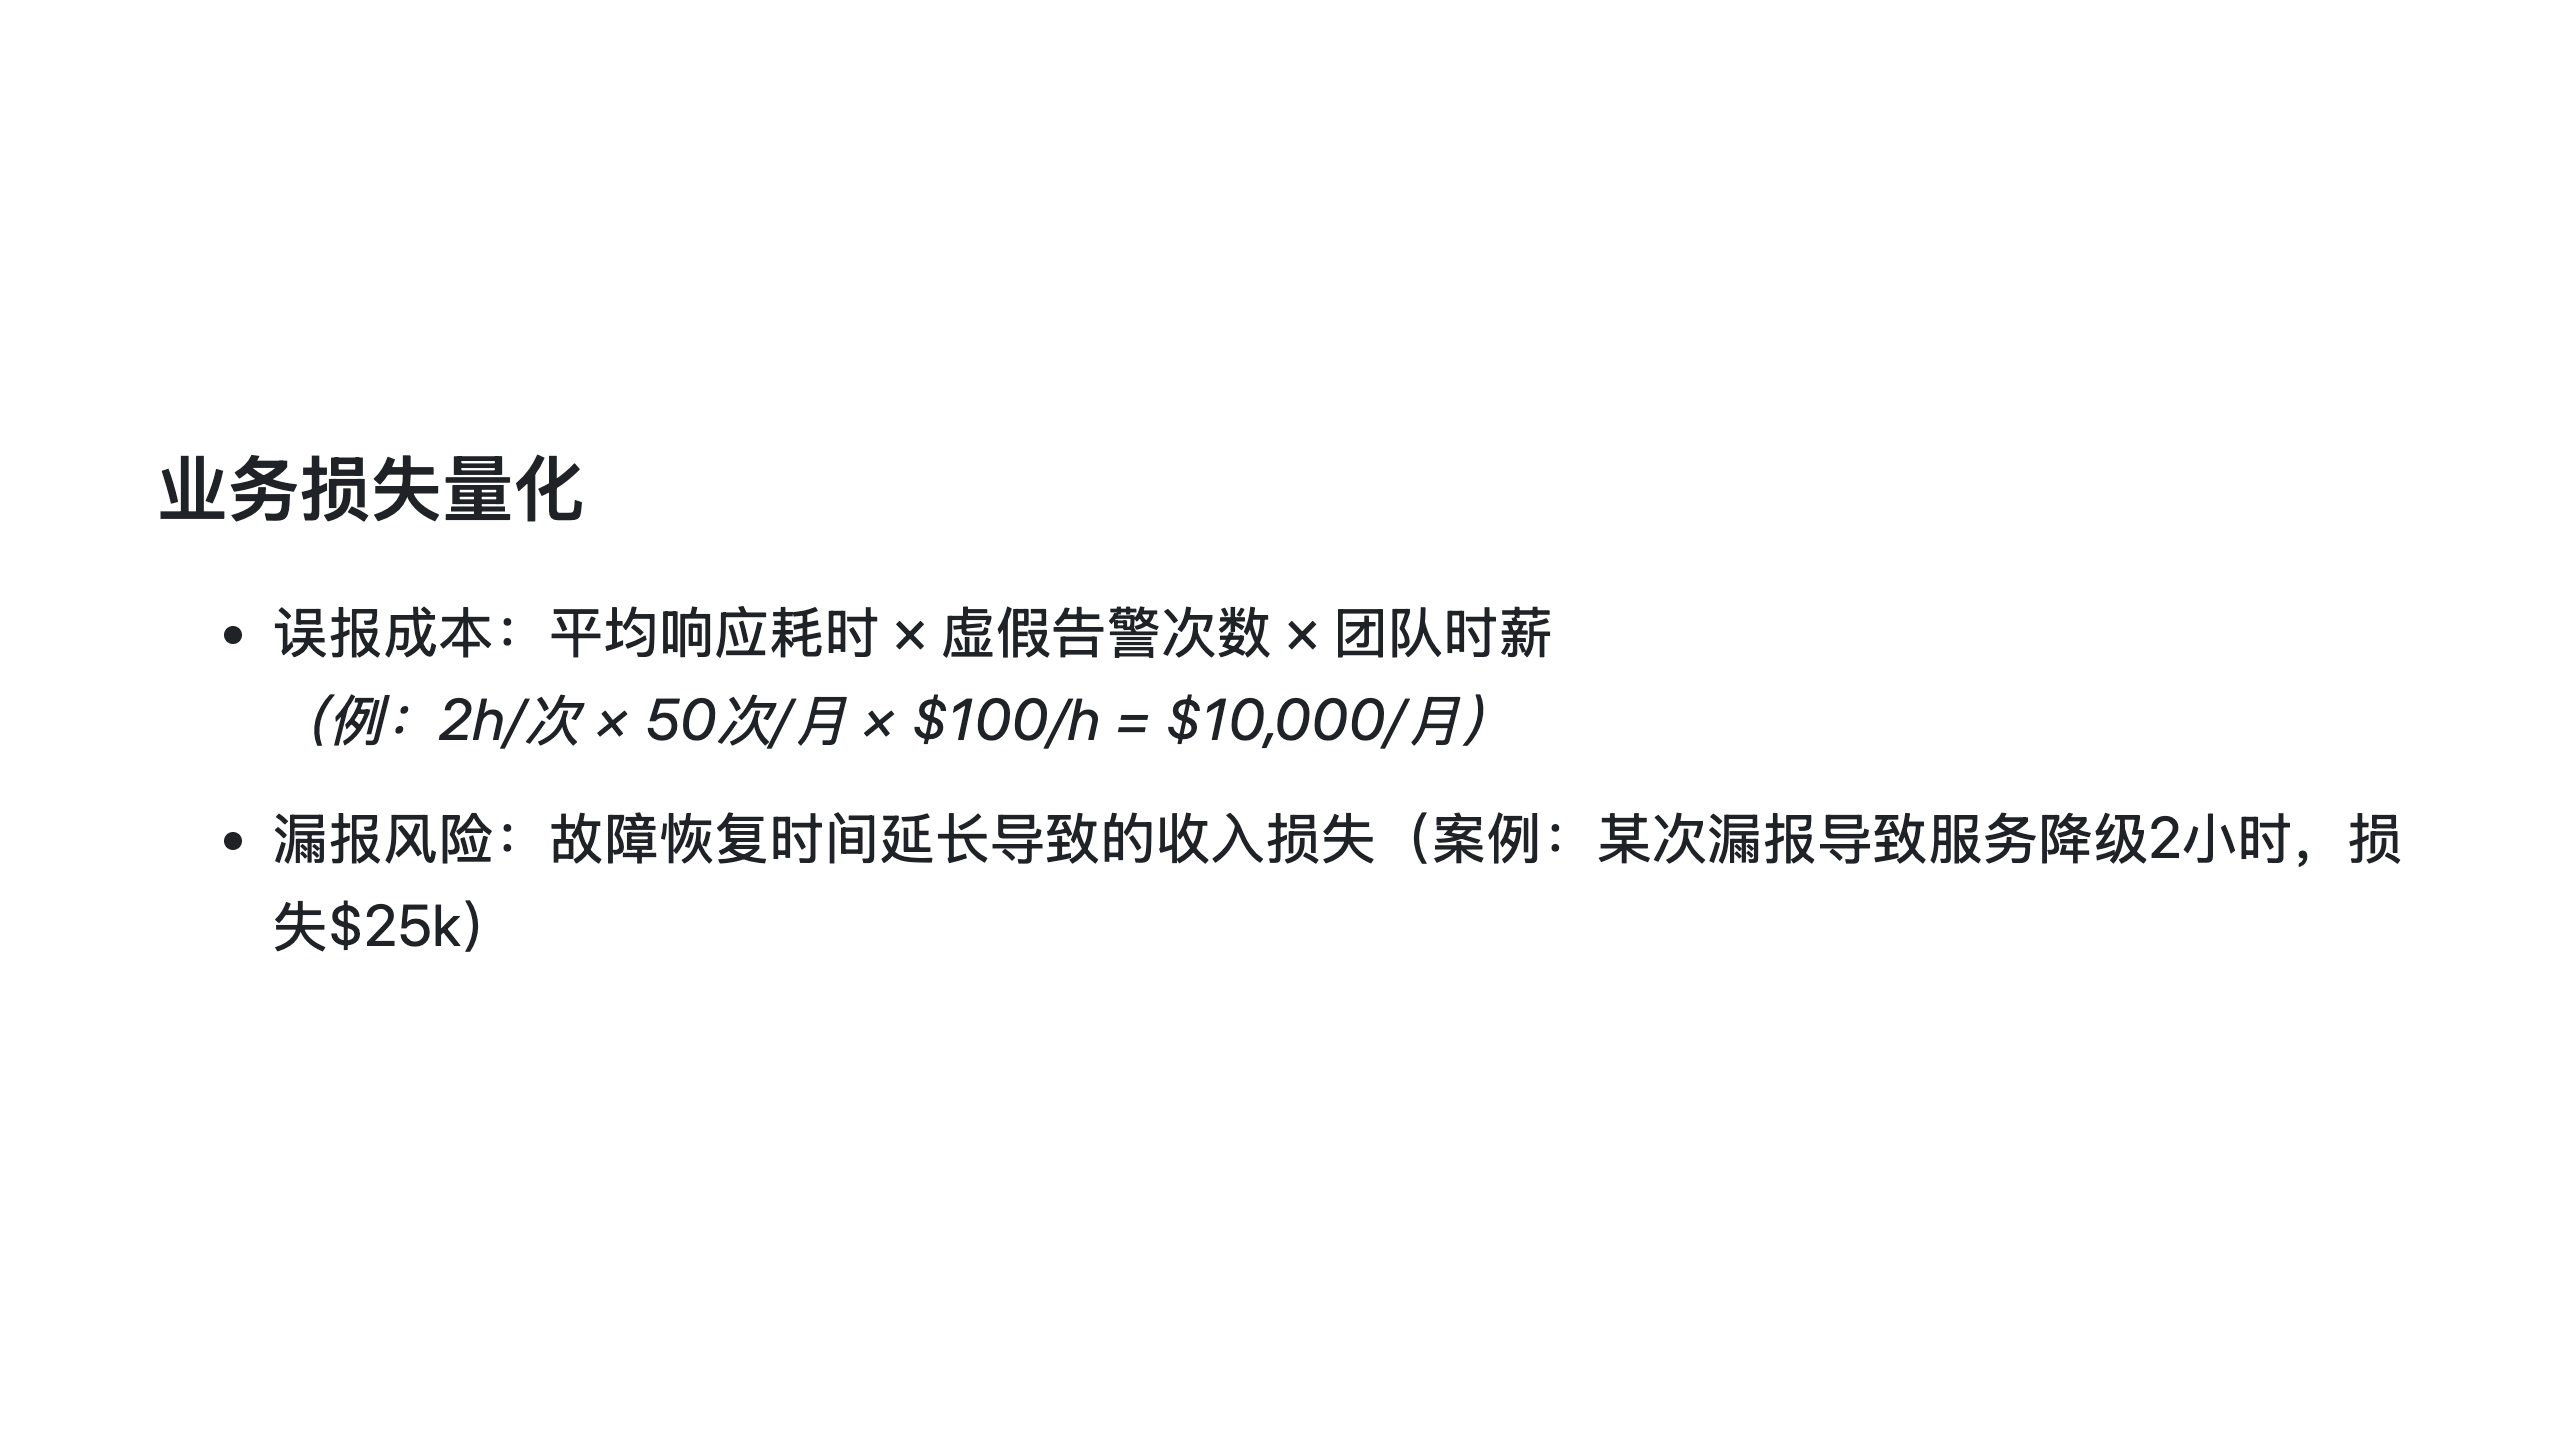 业务损失量化
• 误报成本：平均响应耗时 × 虚假告警次数 × 团队时薪
（例：2h/次 × 50次/月 × $100/h = $10,000/月）
• 漏报风险：故障恢复时间延长导致的收入损失（案例：某次漏报导致服务降级2小时，损
失$25k）